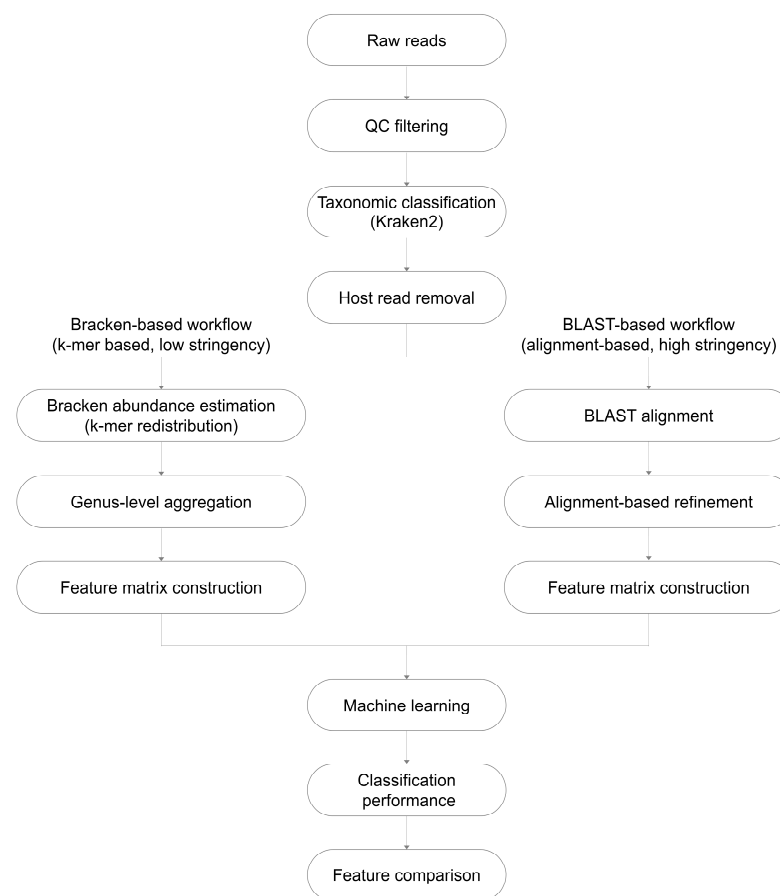 Raw reads
QC filtering
Taxonomic classification
(Kraken2)
Host read removal
Bracken-based workflow
(k-mer based, low stringency)
Bracken abundance estimation
(k-mer redistribution)
Genus-level aggregation
Feature matrix construction
BLAST-based workflow
(alignment-based, high stringency)
BLAST alignment
Alignment-based refinement
Feature matrix construction
Machine learning
Classification
performance
Feature comparison